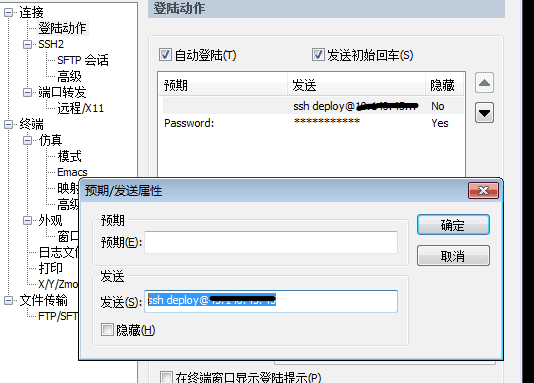 连接
登陆动作
SSH2
SFTP 会话
高级
端口转发
远程/X11
终端
仿真
模式
Emacs
映射
高级
外观
窗口
日志文
打印
X/Y/Zmo
文件传输
FTP/SFT
登陆动作
自动登陆(T)
发送初始回车(S)
预期 发送 隐藏
ssh deploy@ No
Password: *********** Yes
预期/发送属性
预期
预期(E):
确定
取消
发送
发送(S): ssh deploy@
隐藏(H)
在终端窗口显示登陆提示(P)